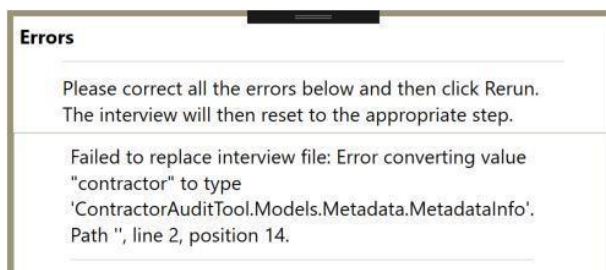 Errors
Please correct all the errors below and then click Rerun.
The interview will then reset to the appropriate step.
Failed to replace interview file: Error converting value
"contractor" to type
'ContractorAuditTool.Models.Metadata.MetadataInfo'.
Path '', line 2, position 14.